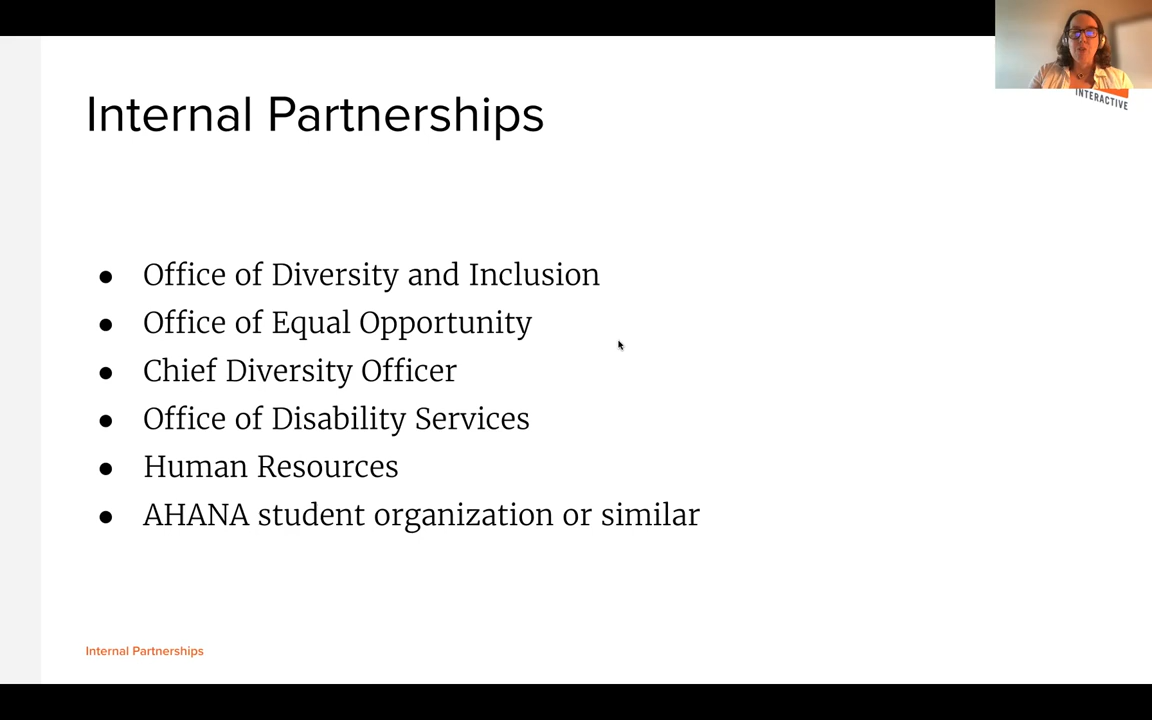 INTERACTIVE
Internal Partnerships
Office of Diversity and Inclusion
Office of Equal Opportunity
Chief Diversity Officer
Office of Disability Services
Human Resources
AHANA student organization or similar
Internal Partnerships